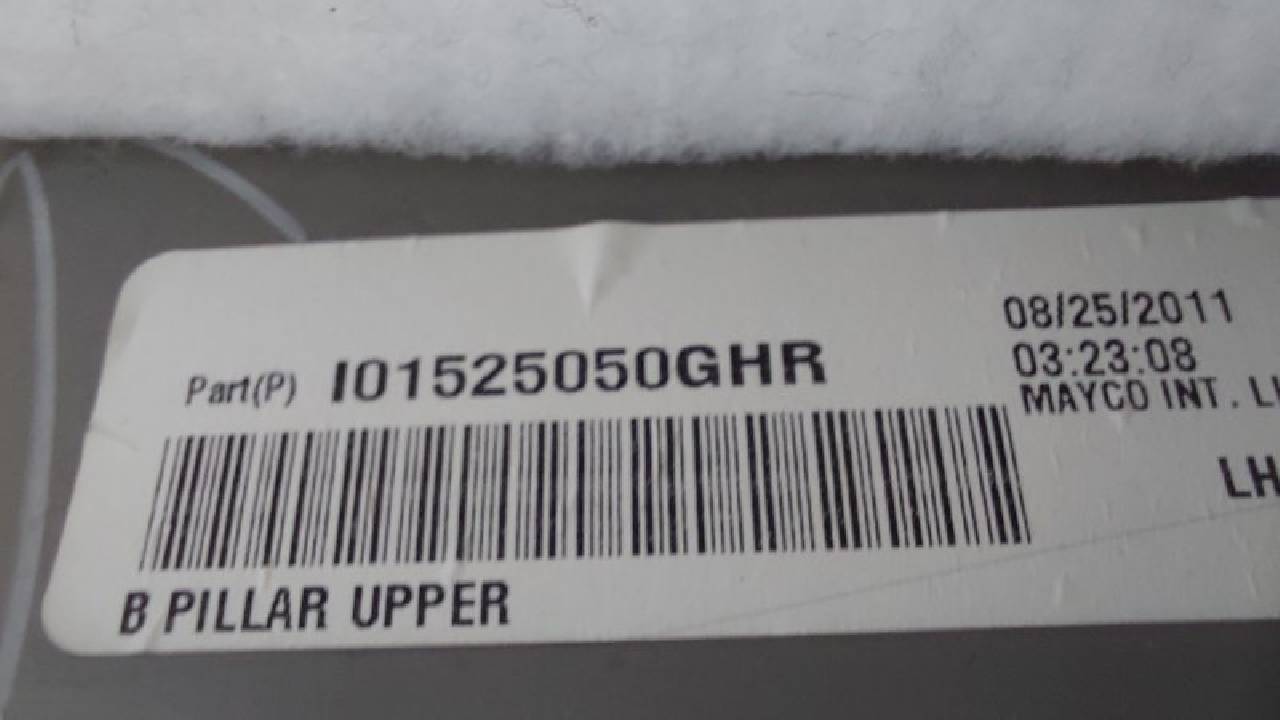 08/25/2011
03:23:08
MAYCO INT.
Part(P) I01525050GHR
LH
B PILLAR UPPER